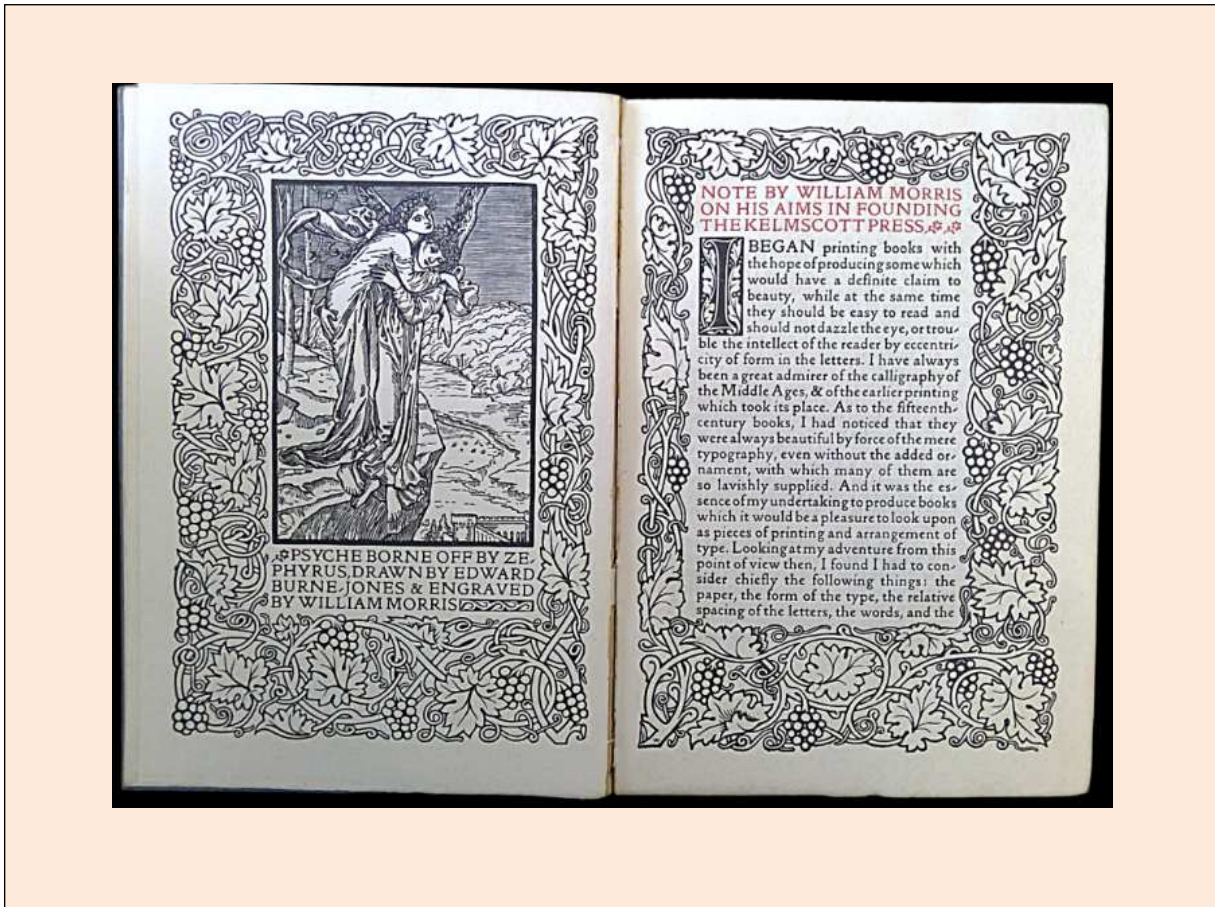 PSYCHE BORNE OFF BY ZE-
PHYRUS, DRAWN BY EDWARD
BURNE-JONES & ENGRAVED
BY WILLIAM MORRIS
NOTE BY WILLIAM MORRIS
ON HIS AIMS IN FOUNDING
THE KELMSCOTT PRESS
I BEGAN printing books with
the hope of producing some which
would have a definite claim to
beauty, while at the same time
they should be easy to read and
should not dazzle the eye, or trou-
ble the intellect of the reader by eccentri-
city of form in the letters. I have always
been a great admirer of the calligraphy of
the Middle Ages, & of the earlier printing
which took its place. As to the fifteenth-
century books, I had noticed that they
were always beautiful by force of the mere
typography, even without the added or-
nament, with which many of them are
so lavishly supplied. And it was the es-
sence of my undertaking to produce books
which it would be a pleasure to look upon
as pieces of printing and arrangement of
type. Looking at my adventure from this
point of view then, I found I had to con-
sider chiefly the following things: the
paper, the form of the type, the relative
spacing of the letters, the words, and the